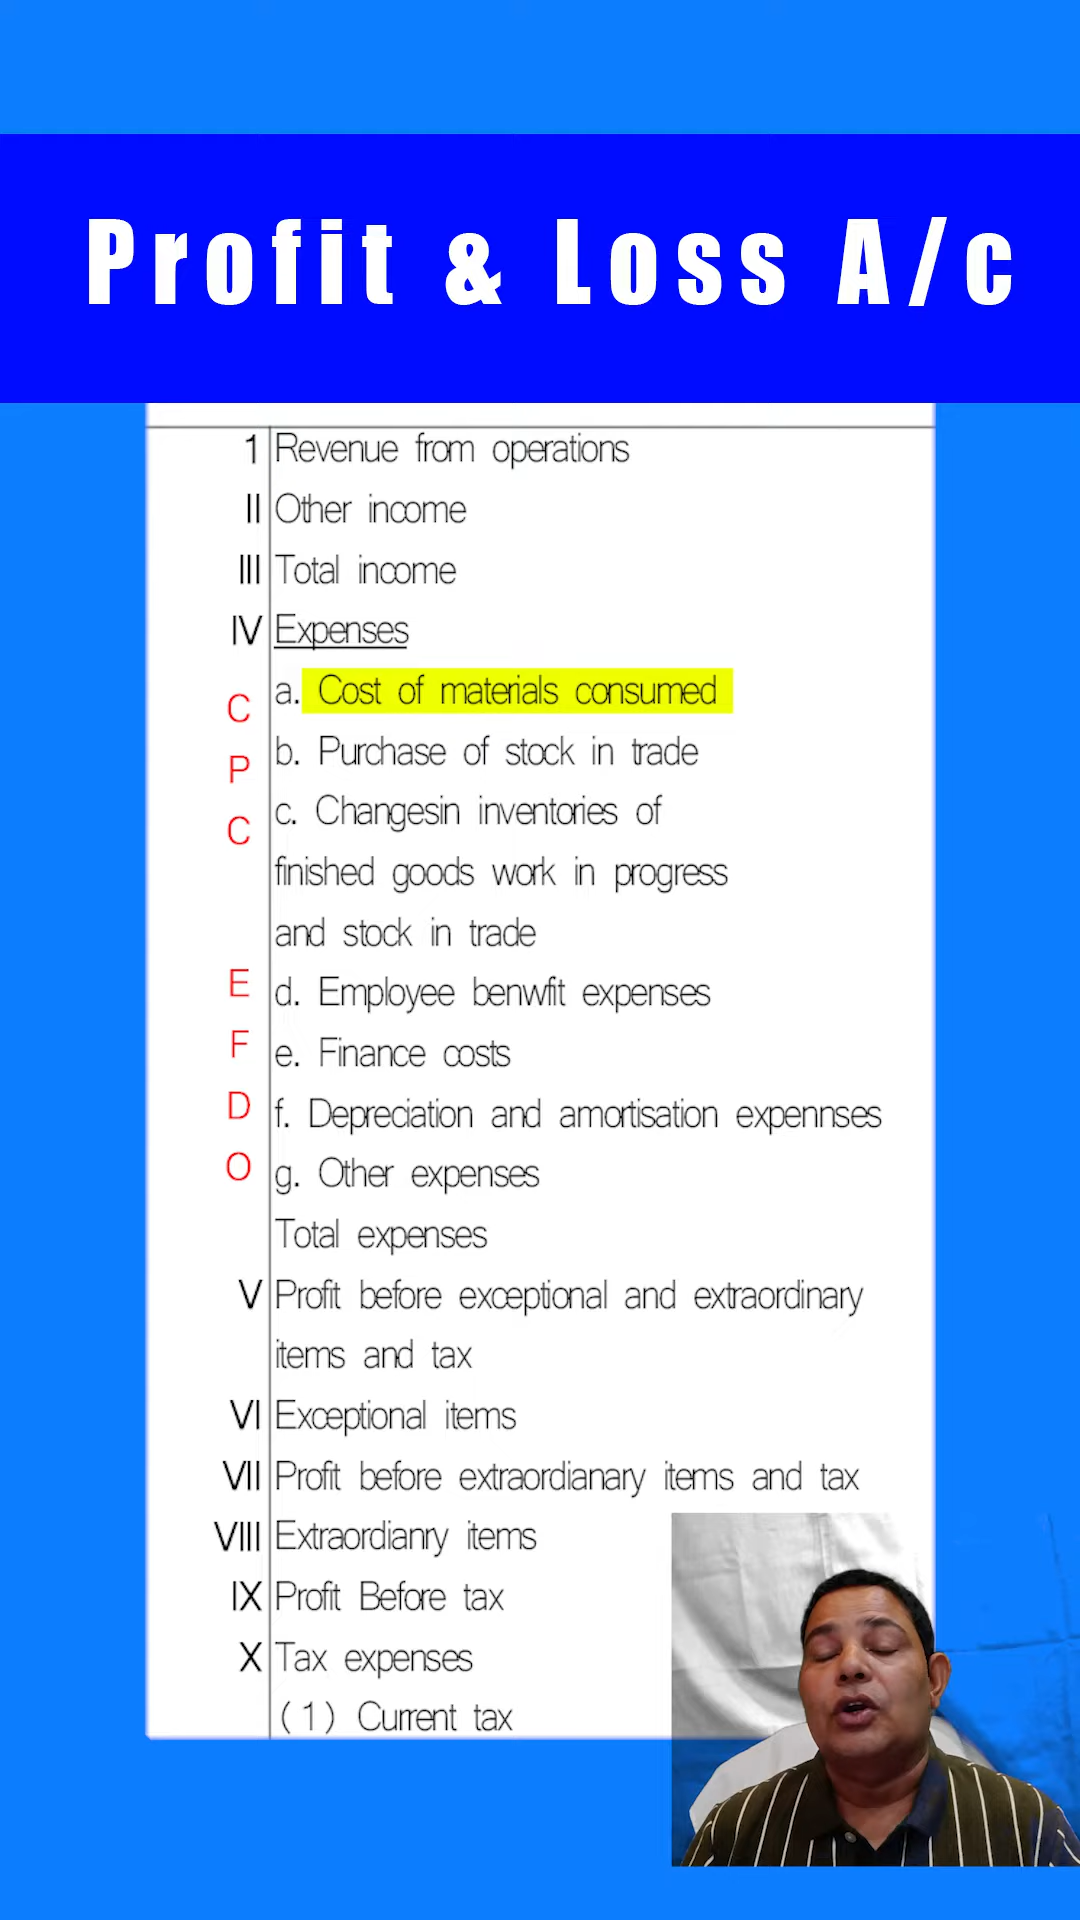 Profit & Loss A/c
1 Revenue from operations
II Other income
III Total income
IV Expenses
C a. Cost of materials consumed
P b. Purchase of stock in trade
C c. Changesin inventories of
finished goods work in progress
and stock in trade
E d. Employee benwfit expenses
F e. Finance costs
D f. Depreciation and amortisation expennses
O g. Other expenses
Total expenses
V Profit before exceptional and extraordinary
items and tax
VI Exceptional items
VII Profit before extraordianary items and tax
VIII Extraordianry items
IX Profit Before tax
X Tax expenses
(1) Current tax